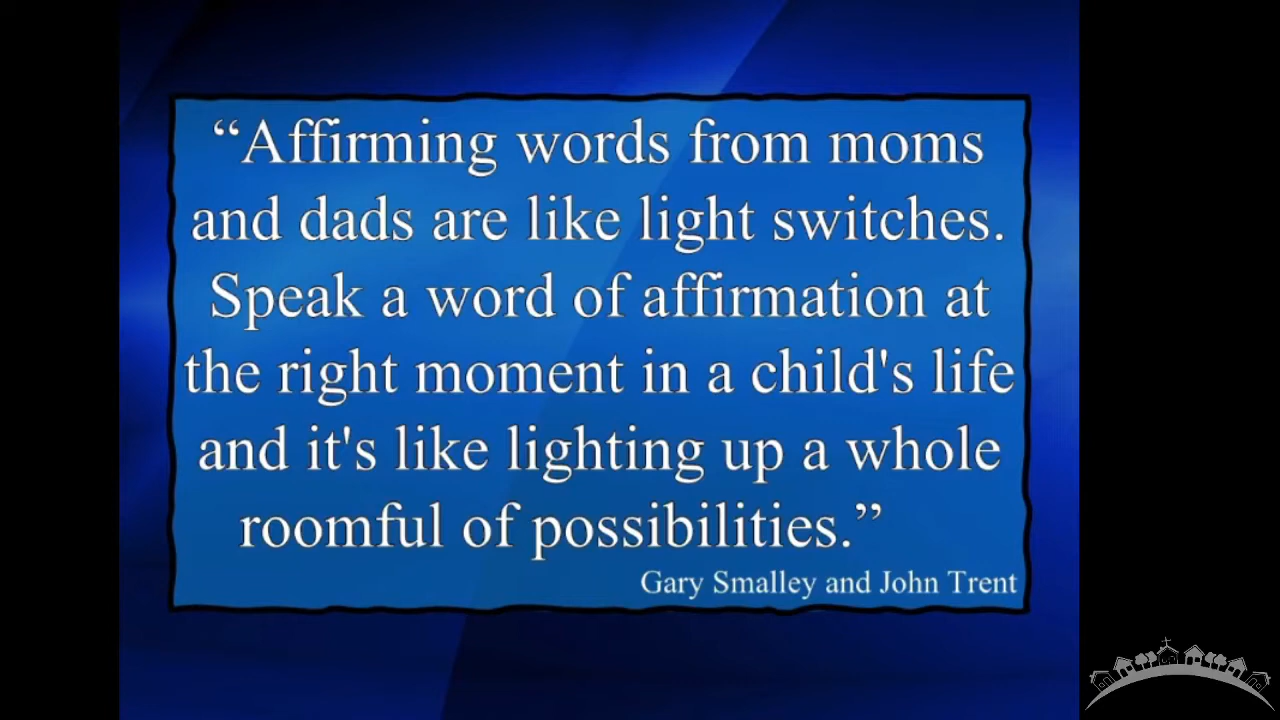 “Affirming words from moms
and dads are like light switches.
Speak a word of affirmation at
the right moment in a child's life
and it's like lighting up a whole
roomful of possibilities.”
Gary Smalley and John Trent